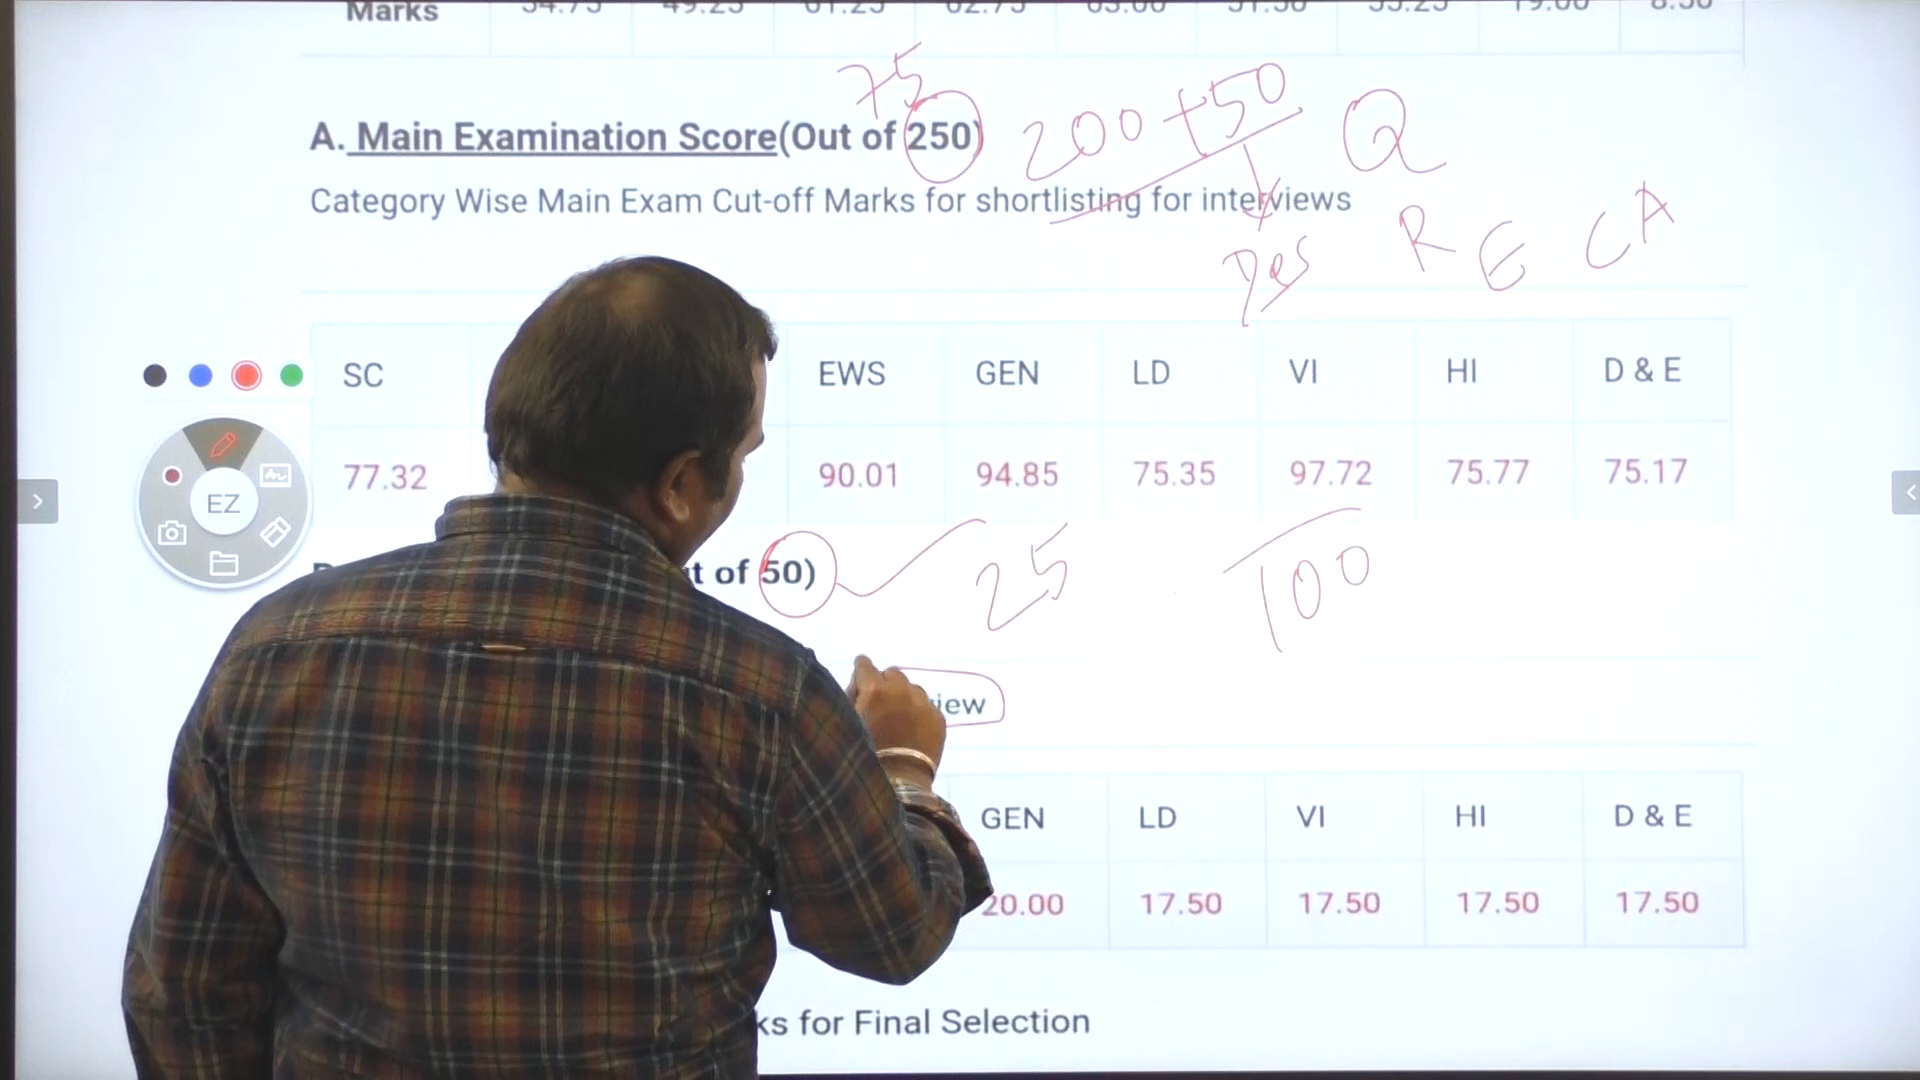 Marks
75
A. Main Examination Score(Out of 250) 200+50 Q
Category Wise Main Exam Cut-off Marks for shortlisting for interviews
Des R E C A
SC EWS GEN LD VI HI D & E
77.32 90.01 94.85 75.35 97.72 75.77 75.17
EZ
t of 50) 25 100
iew
GEN LD VI HI D & E
20.00 17.50 17.50 17.50 17.50
ks for Final Selection